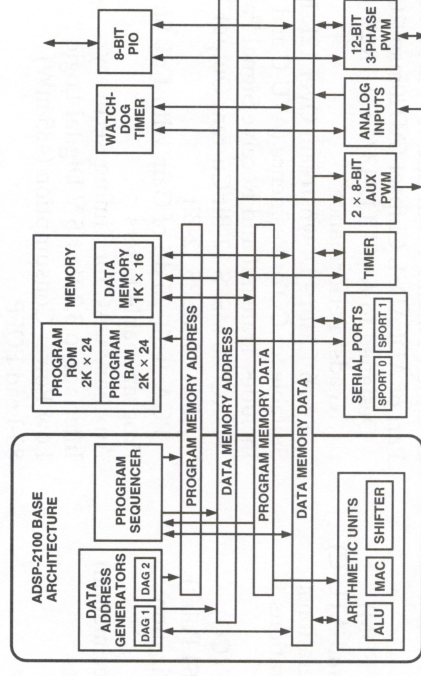 ADSP-2100 BASE
ARCHITECTURE
DATA
ADDRESS
GENERATORS
DAG 1
DAG 2
PROGRAM
SEQUENCER
PROGRAM
ROM
2K × 24
PROGRAM
RAM
2K × 24
MEMORY
DATA
MEMORY
1K × 16
WATCH-
DOG
TIMER
8-BIT
PIO
PROGRAM MEMORY ADDRESS
DATA MEMORY ADDRESS
PROGRAM MEMORY DATA
DATA MEMORY DATA
ARITHMETIC UNITS
ALU
MAC
SHIFTER
SERIAL PORTS
SPORT 0
SPORT 1
TIMER
2 × 8-BIT
AUX
PWM
ANALOG
INPUTS
12-BIT
3-PHASE
PWM